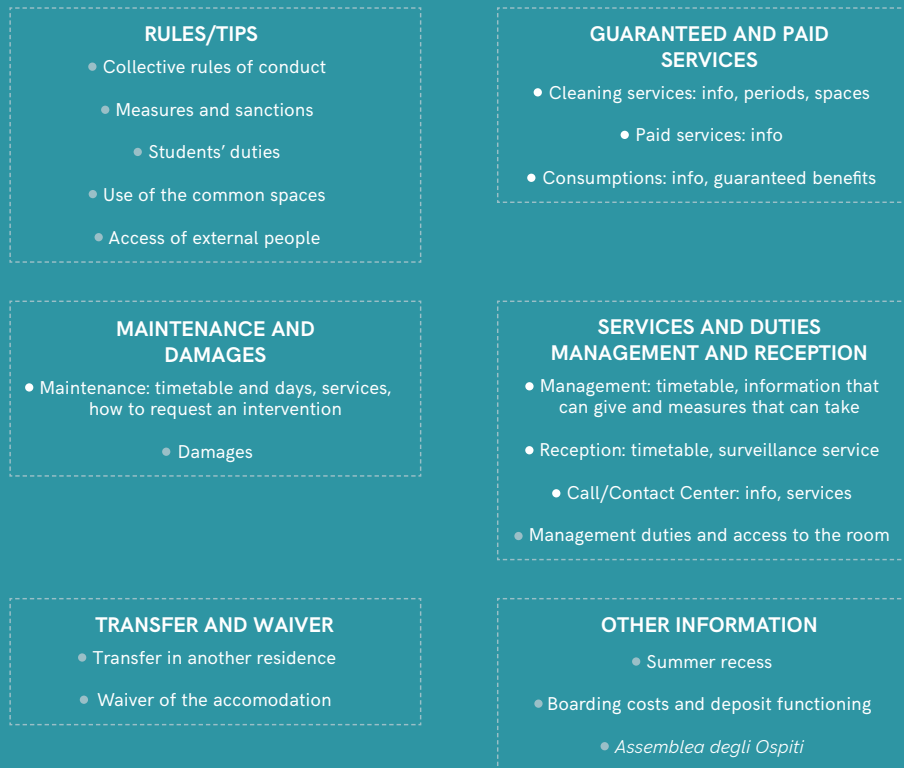 RULES/TIPS
● Collective rules of conduct
● Measures and sanctions
● Students’ duties
● Use of the common spaces
● Access of external people
GUARANTEED AND PAID
SERVICES
● Cleaning services: info, periods, spaces
● Paid services: info
● Consumptions: info, guaranteed benefits
MAINTENANCE AND
DAMAGES
● Maintenance: timetable and days, services,
how to request an intervention
● Damages
SERVICES AND DUTIES
MANAGEMENT AND RECEPTION
● Management: timetable, information that
can give and measures that can take
● Reception: timetable, surveillance service
● Call/Contact Center: info, services
● Management duties and access to the room
TRANSFER AND WAIVER
● Transfer in another residence
● Waiver of the accomodation
OTHER INFORMATION
● Summer recess
● Boarding costs and deposit functioning
● Assemblea degli Ospiti